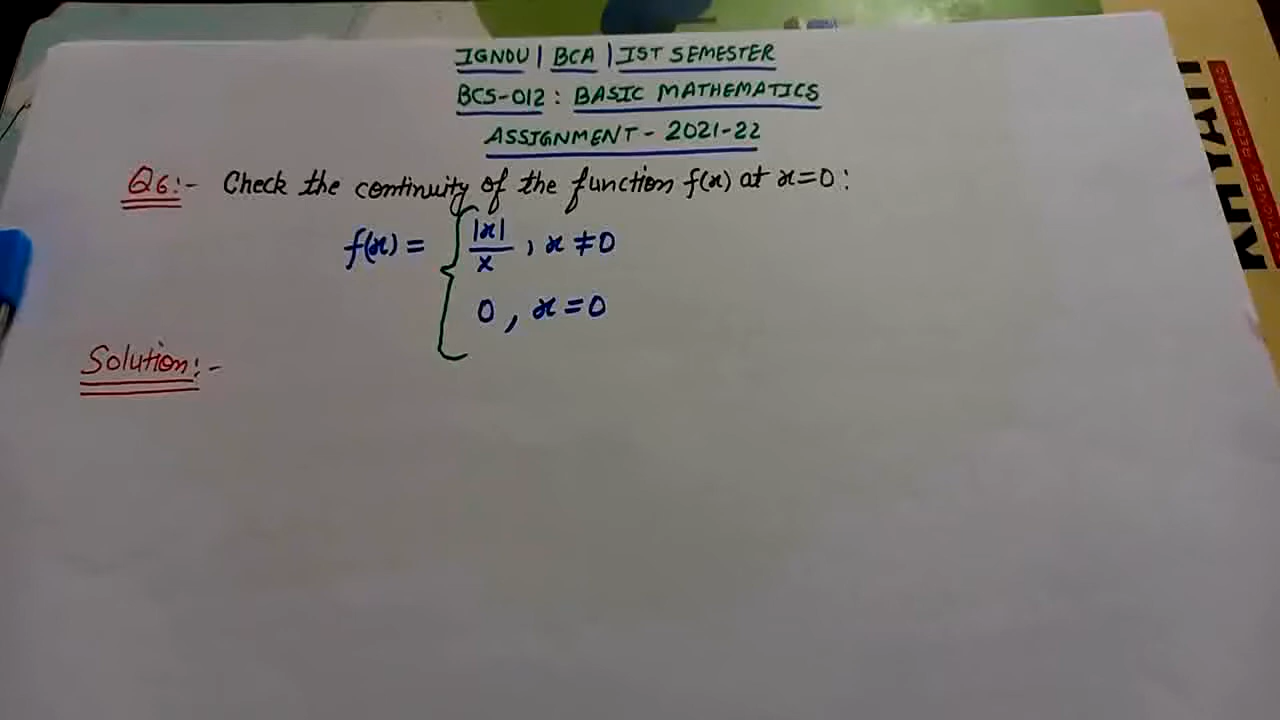 IGNOU | BCA | IST SEMESTER
BCS-012 : BASIC MATHEMATICS
ASSIGNMENT - 2021-22
Q6:- Check the continuity of the function f(x) at x=0:
f(x) = { |x|/x , x ≠ 0
0 , x = 0
Solution:-
KHYATI